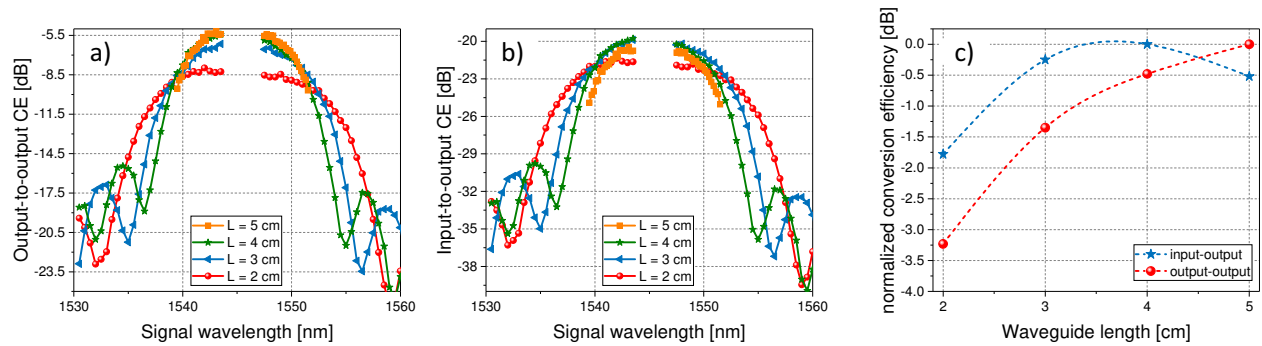 a)
Output-to-output CE [dB]
-5.5
-8.5
-11.5
-14.5
-17.5
-20.5
-23.5
L = 5 cm
L = 4 cm
L = 3 cm
L = 2 cm
1530 1540 1550 1560
Signal wavelength [nm]
b)
Input-to-output CE [dB]
-20
-23
-26
-29
-32
-35
-38
L = 5 cm
L = 4 cm
L = 3 cm
L = 2 cm
1530 1540 1550 1560
Signal wavelength [nm]
c)
normalized conversion efficiency [dB]
0.0
-0.5
-1.0
-1.5
-2.0
-2.5
-3.0
-3.5
-4.0
input-output
output-output
2 3 4 5
Waveguide length [cm]